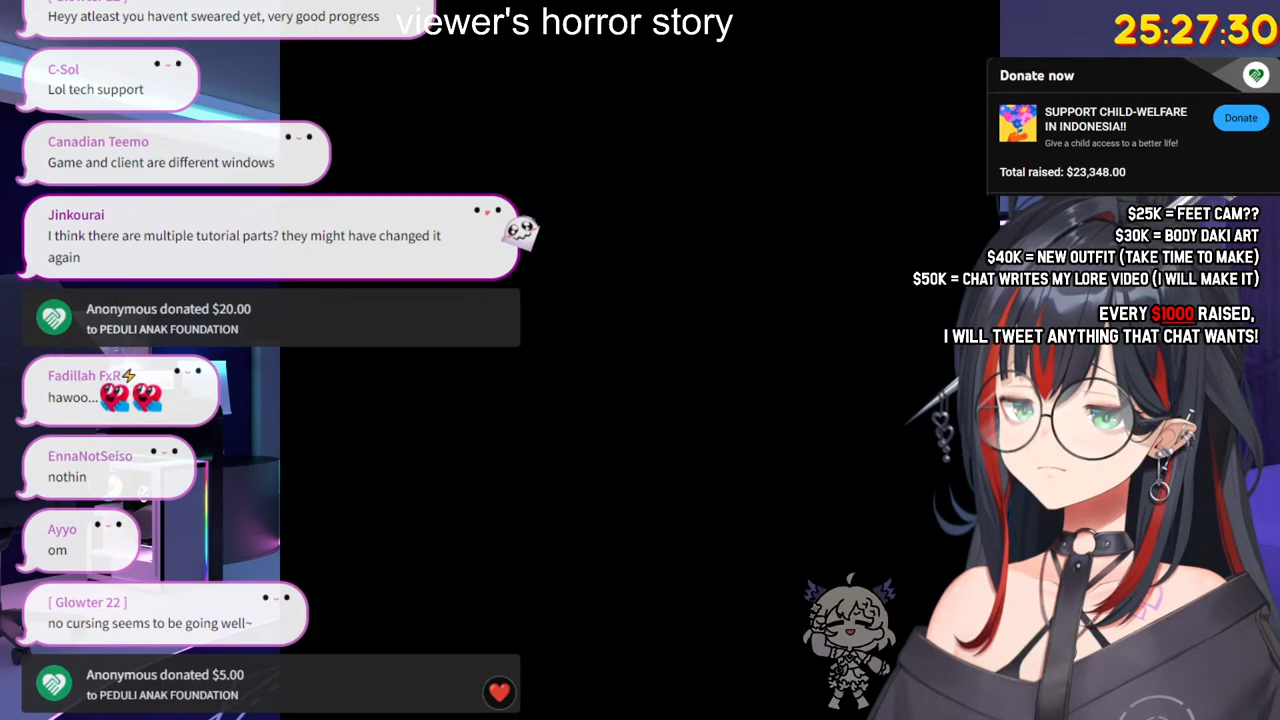 Heyy atleast you havent sweared yet, very good progress
C-Sol
Lol tech support
Canadian Teemo
Game and client are different windows
Jinkourai
I think there are multiple tutorial parts? they might have changed it
again
Anonymous donated $20.00
to PEDULI ANAK FOUNDATION
Fadillah FxR⚡
hawoo...
EnnaNotSeiso
nothin
Ayyo
om
[ Glowter 22 ]
no cursing seems to be going well~
Anonymous donated $5.00
to PEDULI ANAK FOUNDATION
viewer's horror story
25:27:30
Donate now
SUPPORT CHILD-WELFARE
IN INDONESIA!!
Give a child access to a better life!
Donate
Total raised: $23,348.00
$25K = FEET CAM??
$30K = BODY DAKI ART
$40K = NEW OUTFIT (TAKE TIME TO MAKE)
$50K = CHAT WRITES MY LORE VIDEO (I WILL MAKE IT)
EVERY $1000 RAISED,
I WILL TWEET ANYTHING THAT CHAT WANTS!